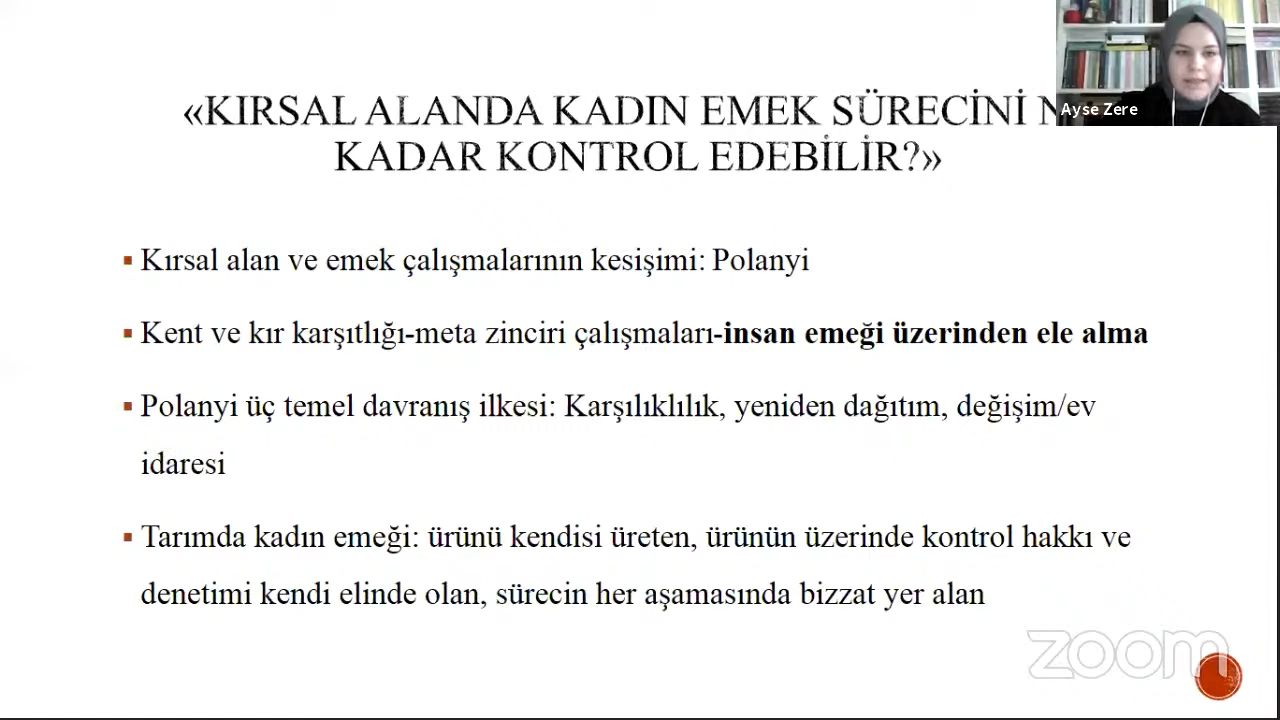 «KIRSAL ALANDA KADIN EMEK SÜRECİNİ
KADAR KONTROL EDEBİLİR?»
Ayse Zere
▪ Kırsal alan ve emek çalışmalarının kesişimi: Polanyi
▪ Kent ve kır karşıtlığı-meta zinciri çalışmaları-insan emeği üzerinden ele alma
▪ Polanyi üç temel davranış ilkesi: Karşılıklılık, yeniden dağıtım, değişim/ev
idaresi
▪ Tarımda kadın emeği: ürünü kendisi üreten, ürünün üzerinde kontrol hakkı ve
denetimi kendi elinde olan, sürecin her aşamasında bizzat yer alan
zoom